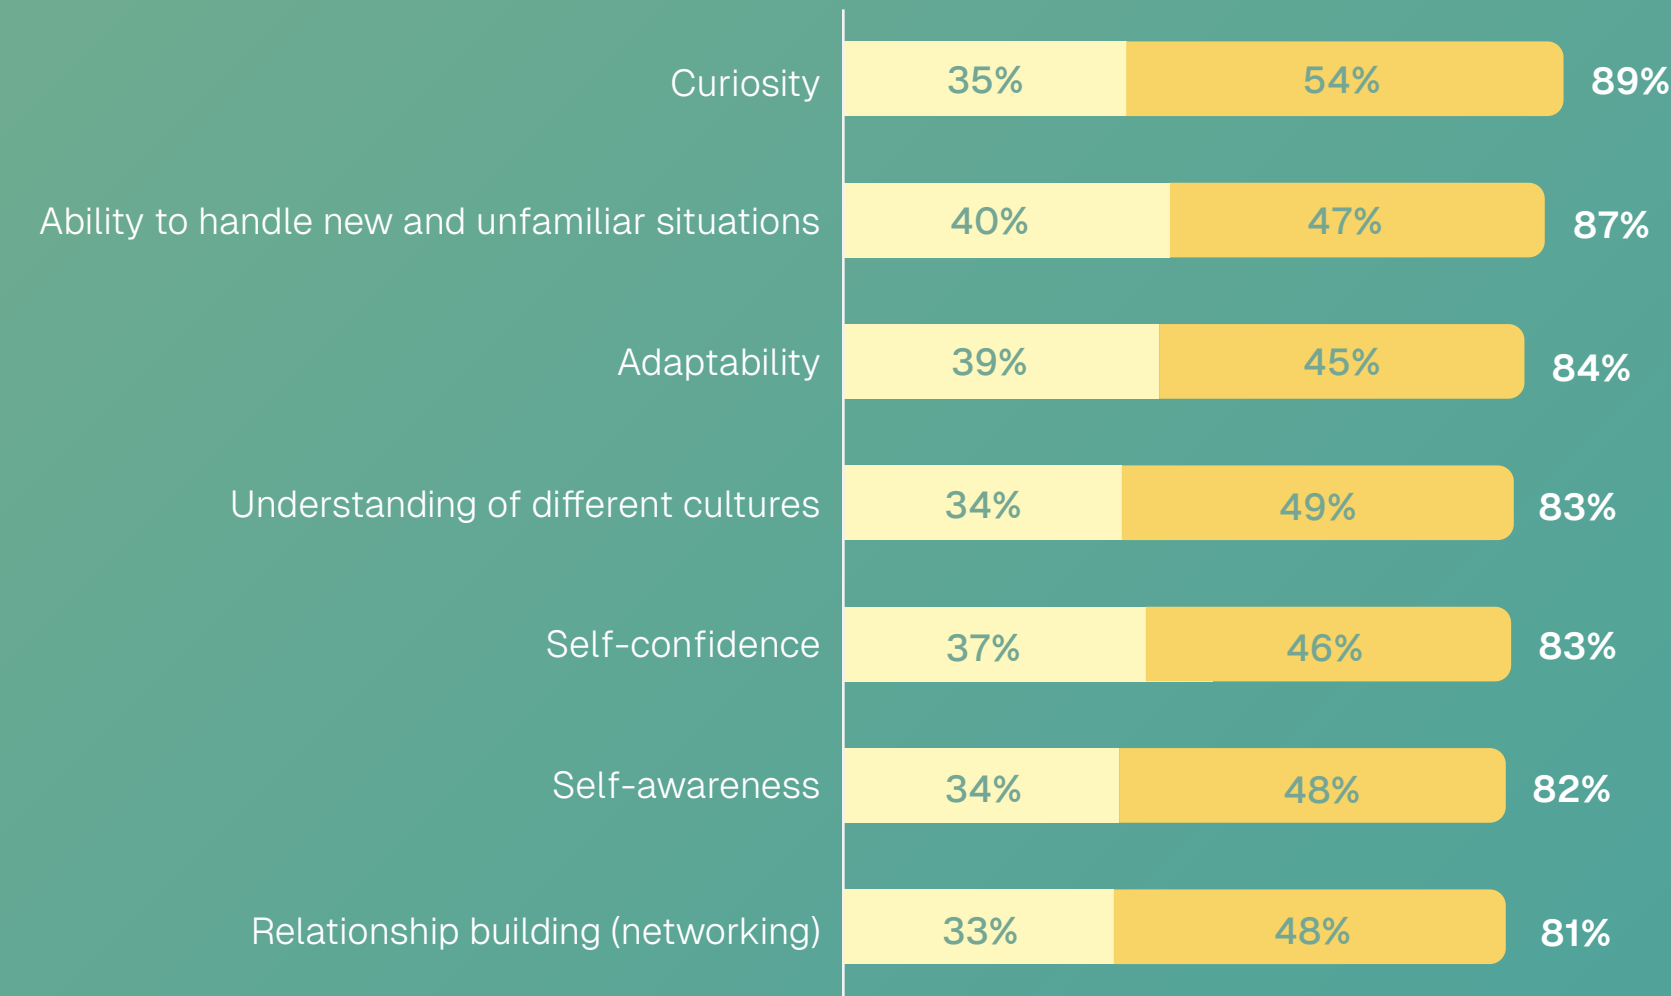 Curiosity 35% 54% 89%
Ability to handle new and unfamiliar situations 40% 47% 87%
Adaptability 39% 45% 84%
Understanding of different cultures 34% 49% 83%
Self-confidence 37% 46% 83%
Self-awareness 34% 48% 82%
Relationship building (networking) 33% 48% 81%